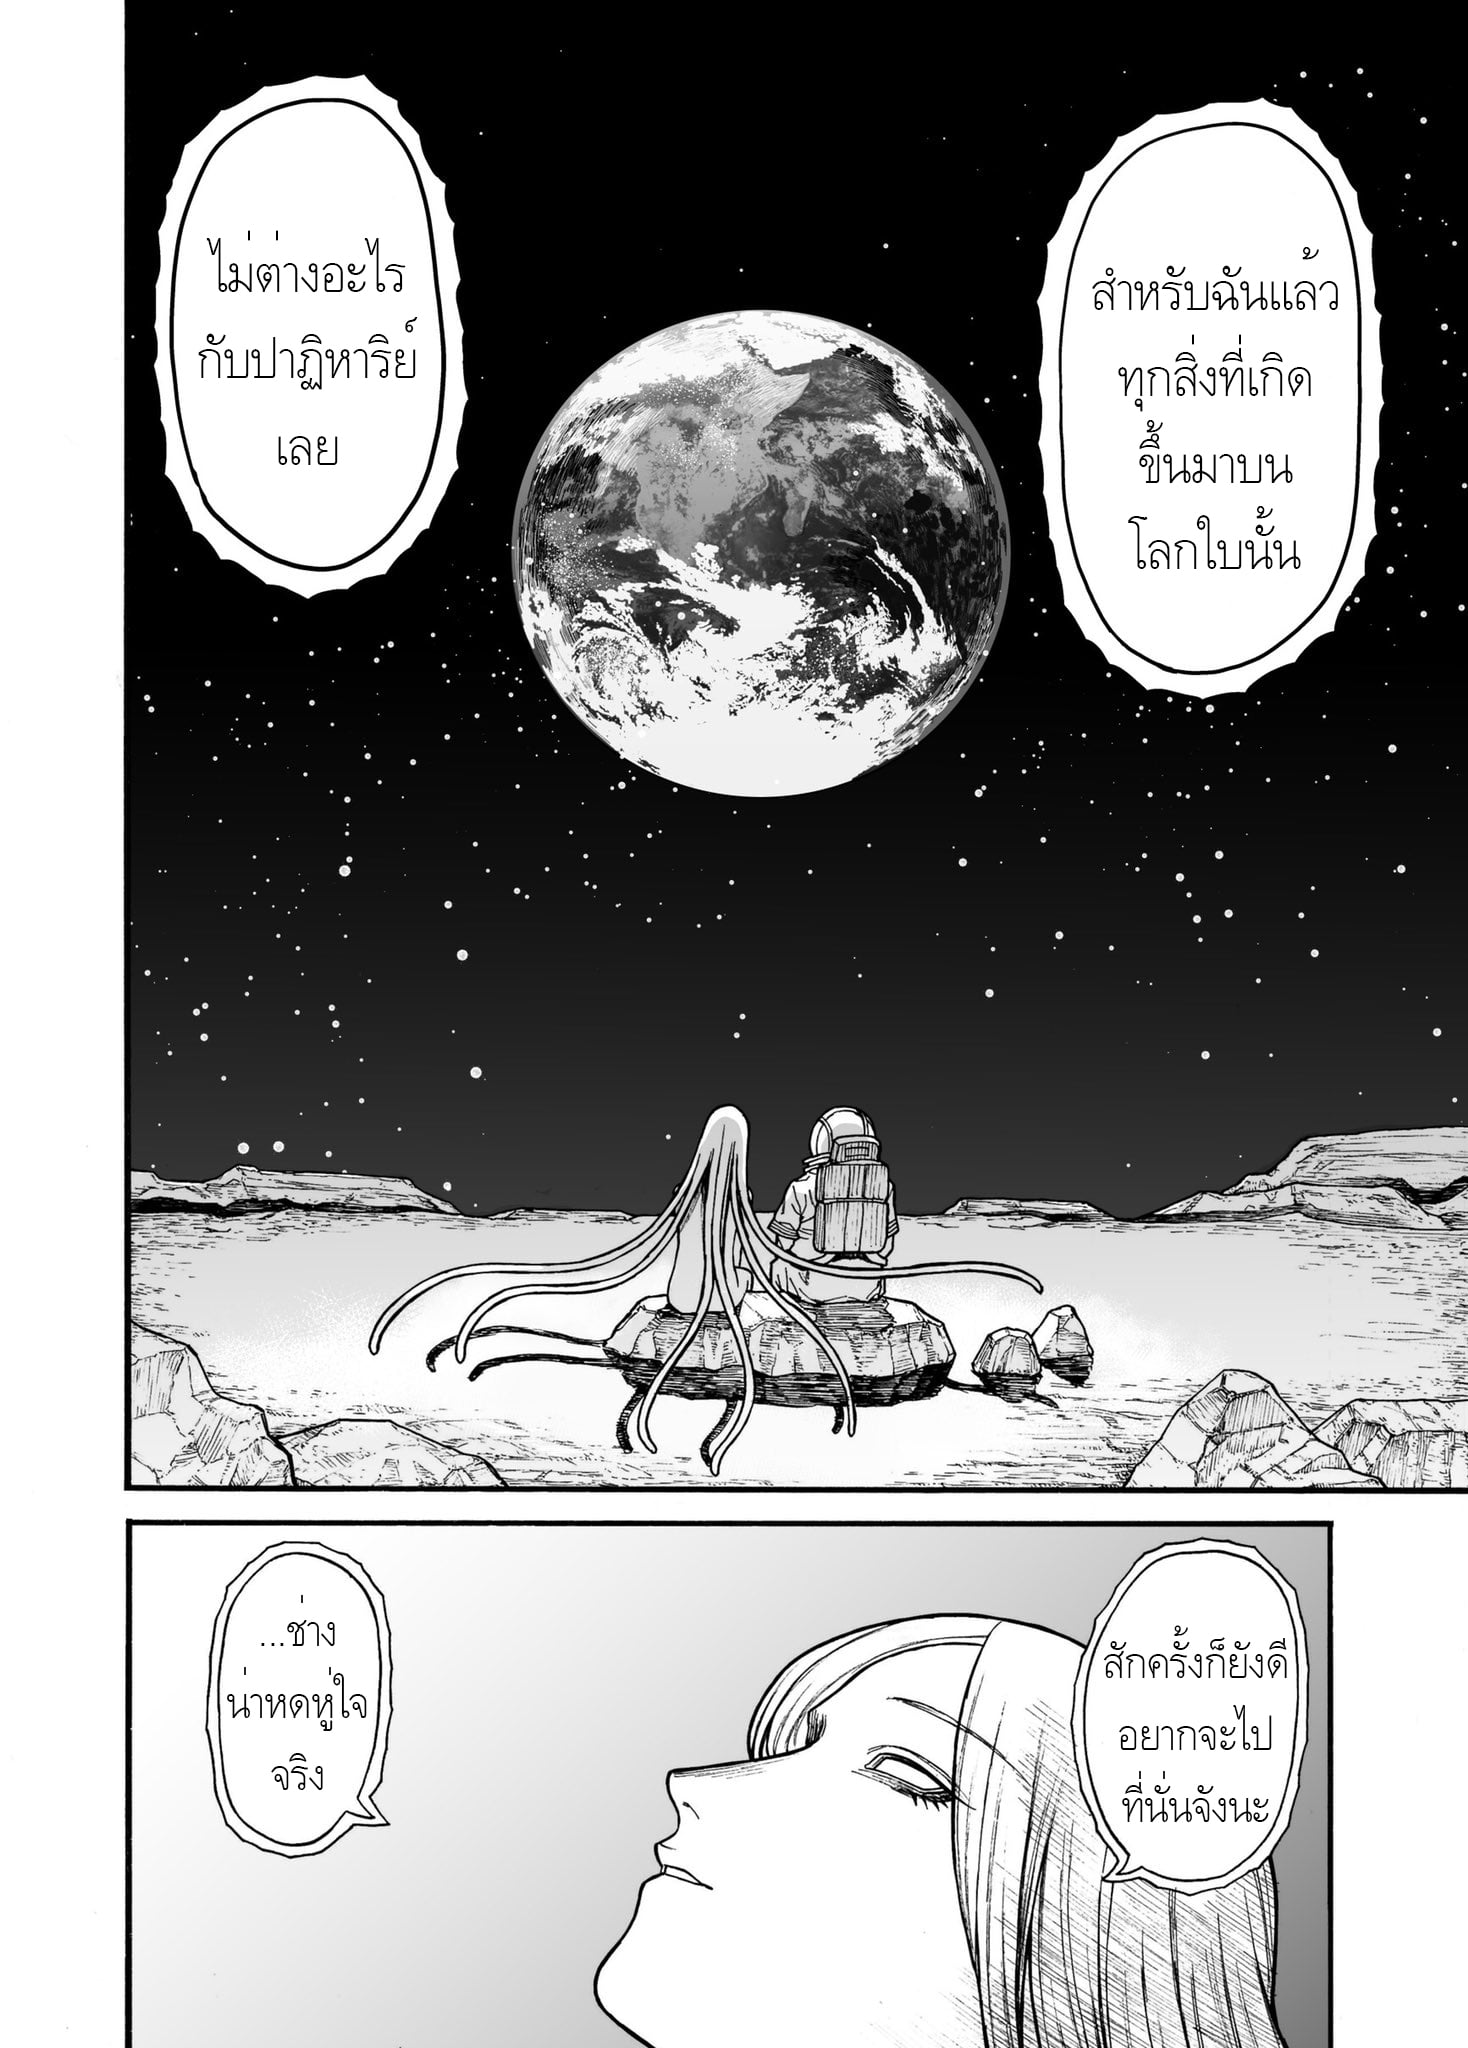 สำหรับฉันแล้ว
ทุกสิ่งที่เกิด
ขึ้นมาบน
โลกใบนั้น
ไม่ต่างอะไร
กับปาฏิหาริย์
เลย
สักครั้งก็ยังดี
อยากจะไป
ที่นั่นจังนะ
...ช่าง
น่าหดหู่ใจ
จริง